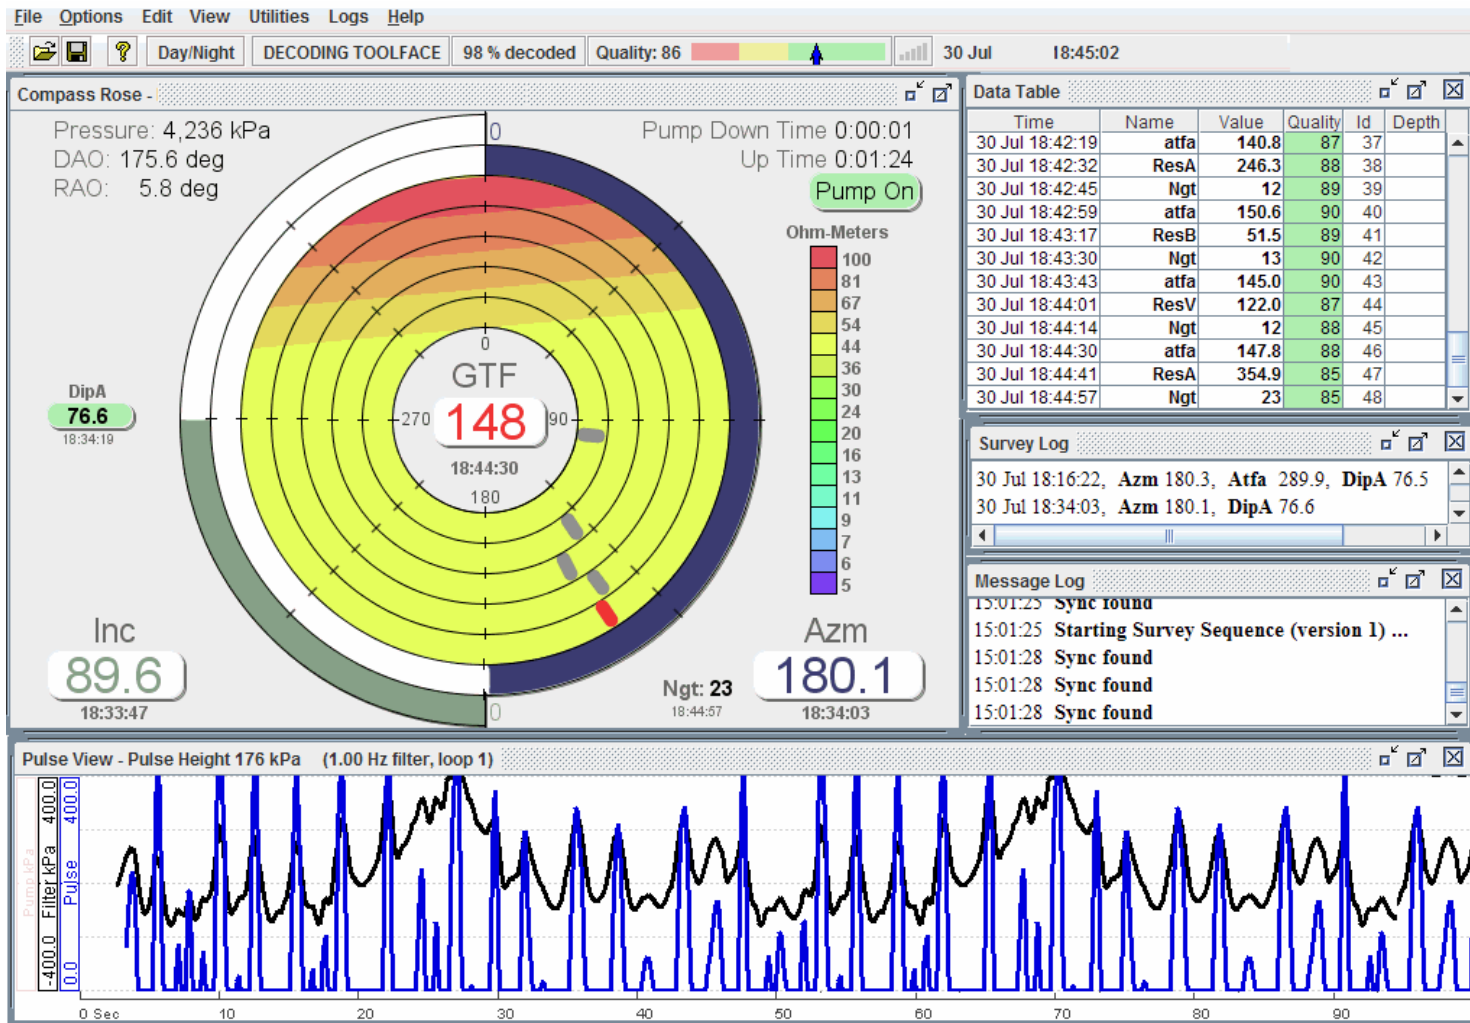 File Options Edit View Utilities Logs Help
Day/Night DECODING TOOLFACE 98 % decoded Quality: 86 30 Jul 18:45:02
Compass Rose -
Pressure: 4,236 kPa
DAO: 175.6 deg
RAO: 5.8 deg
Pump Down Time 0:00:01
Up Time 0:01:24
Pump On
0
Ohm-Meters
100
81
67
54
44
36
30
24
20
16
13
11
9
7
6
5
0
GTF
270 148 90
18:44:30
180
DipA
76.6
18:34:19
Inc
89.6
18:33:47
0
Ngt: 23
18:44:57
Azm
180.1
18:34:03
Data Table
Time Name Value Quality Id Depth
30 Jul 18:42:19 atfa 140.8 87 37
30 Jul 18:42:32 ResA 246.3 88 38
30 Jul 18:42:45 Ngt 12 89 39
30 Jul 18:42:59 atfa 150.6 90 40
30 Jul 18:43:17 ResB 51.5 89 41
30 Jul 18:43:30 Ngt 13 90 42
30 Jul 18:43:43 atfa 145.0 90 43
30 Jul 18:44:01 ResV 122.0 87 44
30 Jul 18:44:14 Ngt 12 88 45
30 Jul 18:44:30 atfa 147.8 88 46
30 Jul 18:44:41 ResA 354.9 85 47
30 Jul 18:44:57 Ngt 23 85 48
Survey Log
30 Jul 18:16:22, Azm 180.3, Atfa 289.9, DipA 76.5
30 Jul 18:34:03, Azm 180.1, DipA 76.6
Message Log
15:01:25 Sync found
15:01:25 Starting Survey Sequence (version 1) ...
15:01:28 Sync found
15:01:28 Sync found
15:01:28 Sync found
Pulse View - Pulse Height 176 kPa (1.00 Hz filter, loop 1)
Pump kPa
-400.0 Filter kPa 400.0
0.0 Pulse 400.0
0 Sec 10 20 30 40 50 60 70 80 90